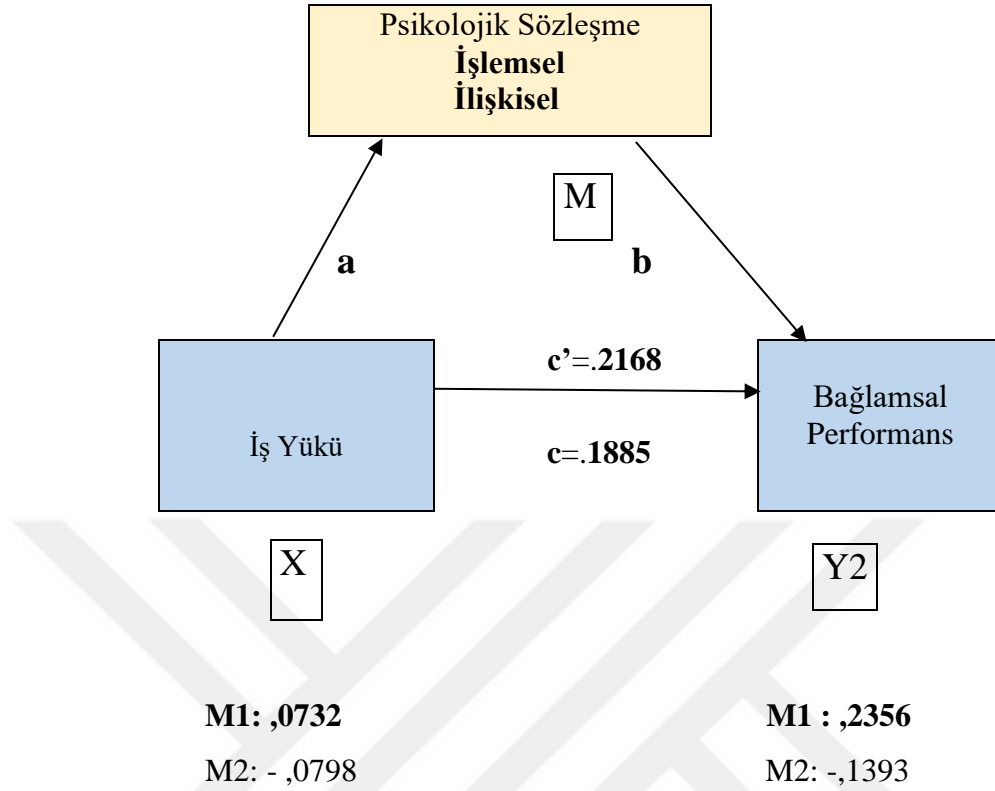 Psikolojik Sözleşme
İşlemsel
İlişkisel
M
a
b
c’=.2168
İş Yükü
Bağlamsal
Performans
c=.1885
X
Y2
M1: ,0732
M1 : ,2356
M2: - ,0798
M2: -,1393